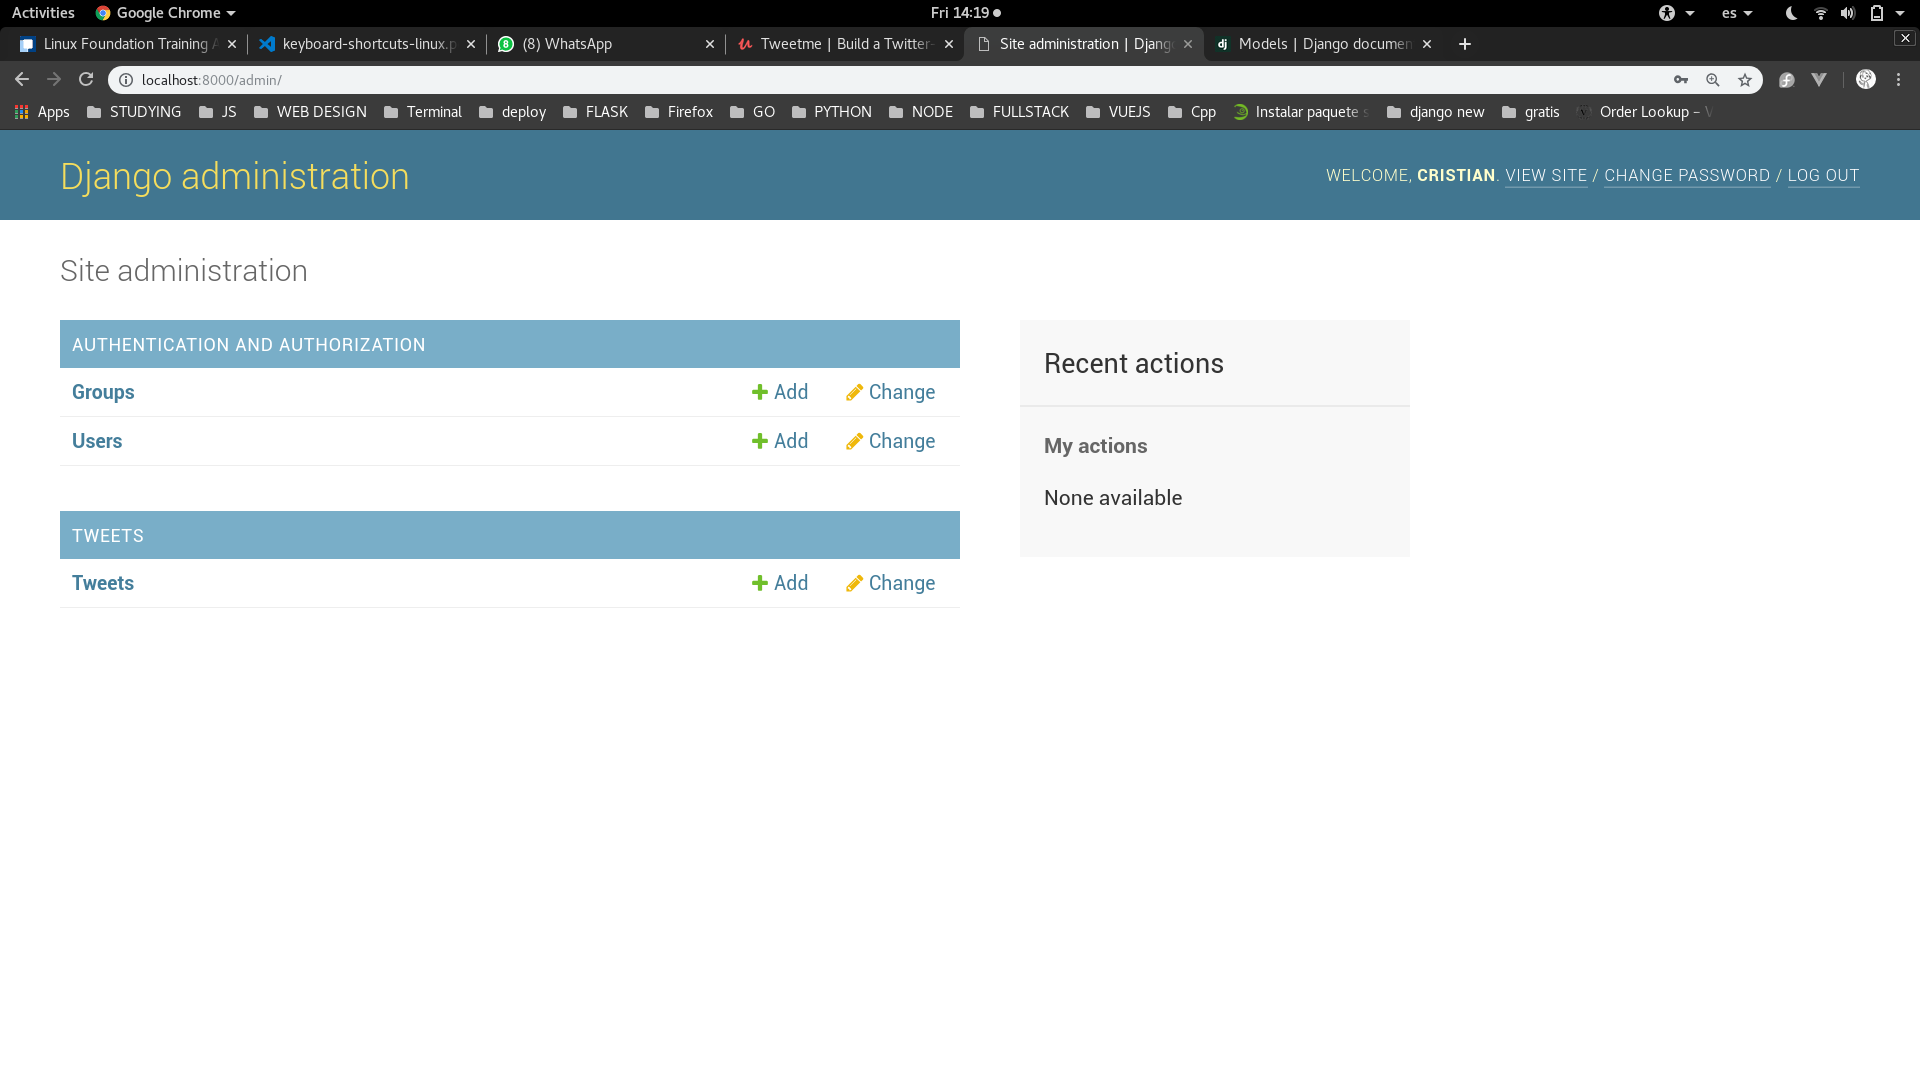 Activities Google Chrome Fri 14:19 es
Linux Foundation Training keyboard-shortcuts-linux.p 8 (8) WhatsApp Tweetme | Build a Twitter- Site administration | Django dj Models | Django documen
localhost:8000/admin/
Apps STUDYING JS WEB DESIGN Terminal deploy FLASK Firefox GO PYTHON NODE FULLSTACK VUEJS Cpp Instalar paquete s django new gratis Order Lookup – V
Django administration
WELCOME, CRISTIAN. VIEW SITE / CHANGE PASSWORD / LOG OUT
Site administration
AUTHENTICATION AND AUTHORIZATION
Groups Add Change
Users Add Change
TWEETS
Tweets Add Change
Recent actions
My actions
None available